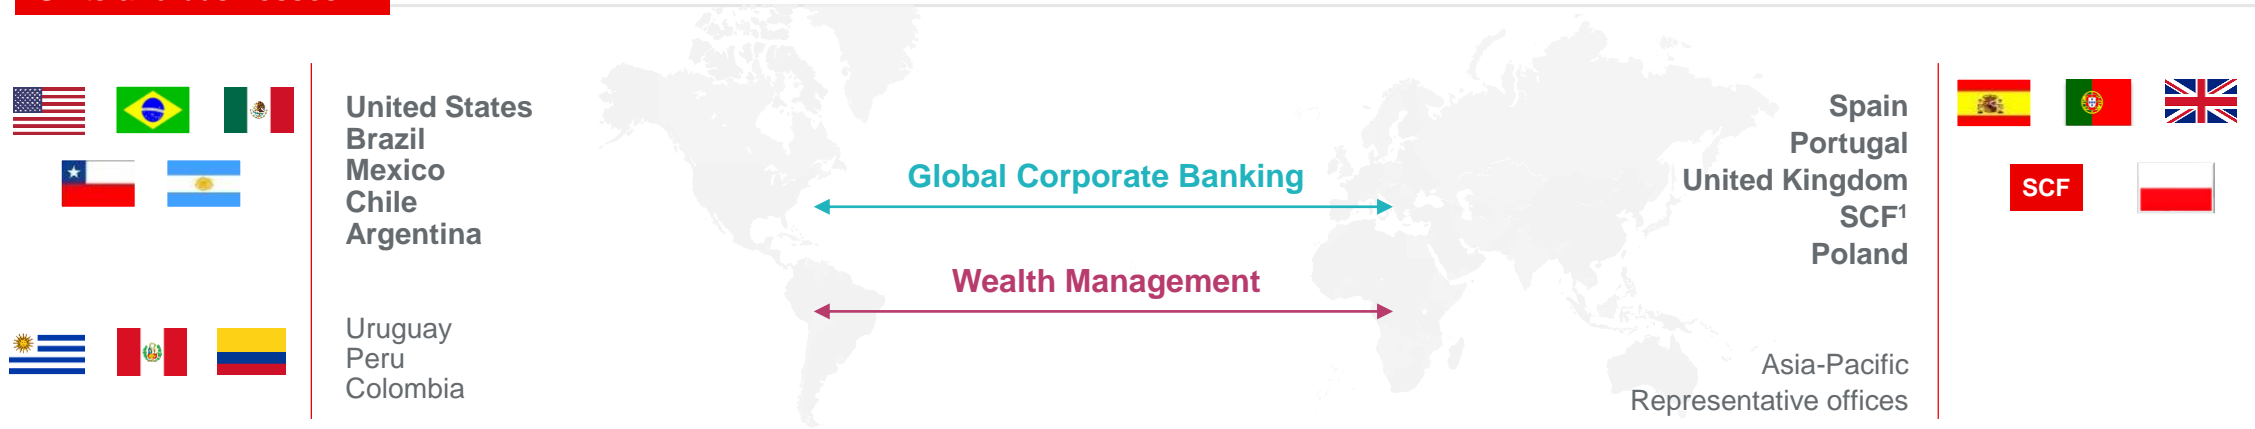 United States
Brazil
Mexico
Chile
Argentina
Uruguay
Peru
Colombia
Global Corporate Banking
Wealth Management
Spain
Portugal
United Kingdom
SCF¹
Poland
Asia-Pacific
Representative offices
SCF